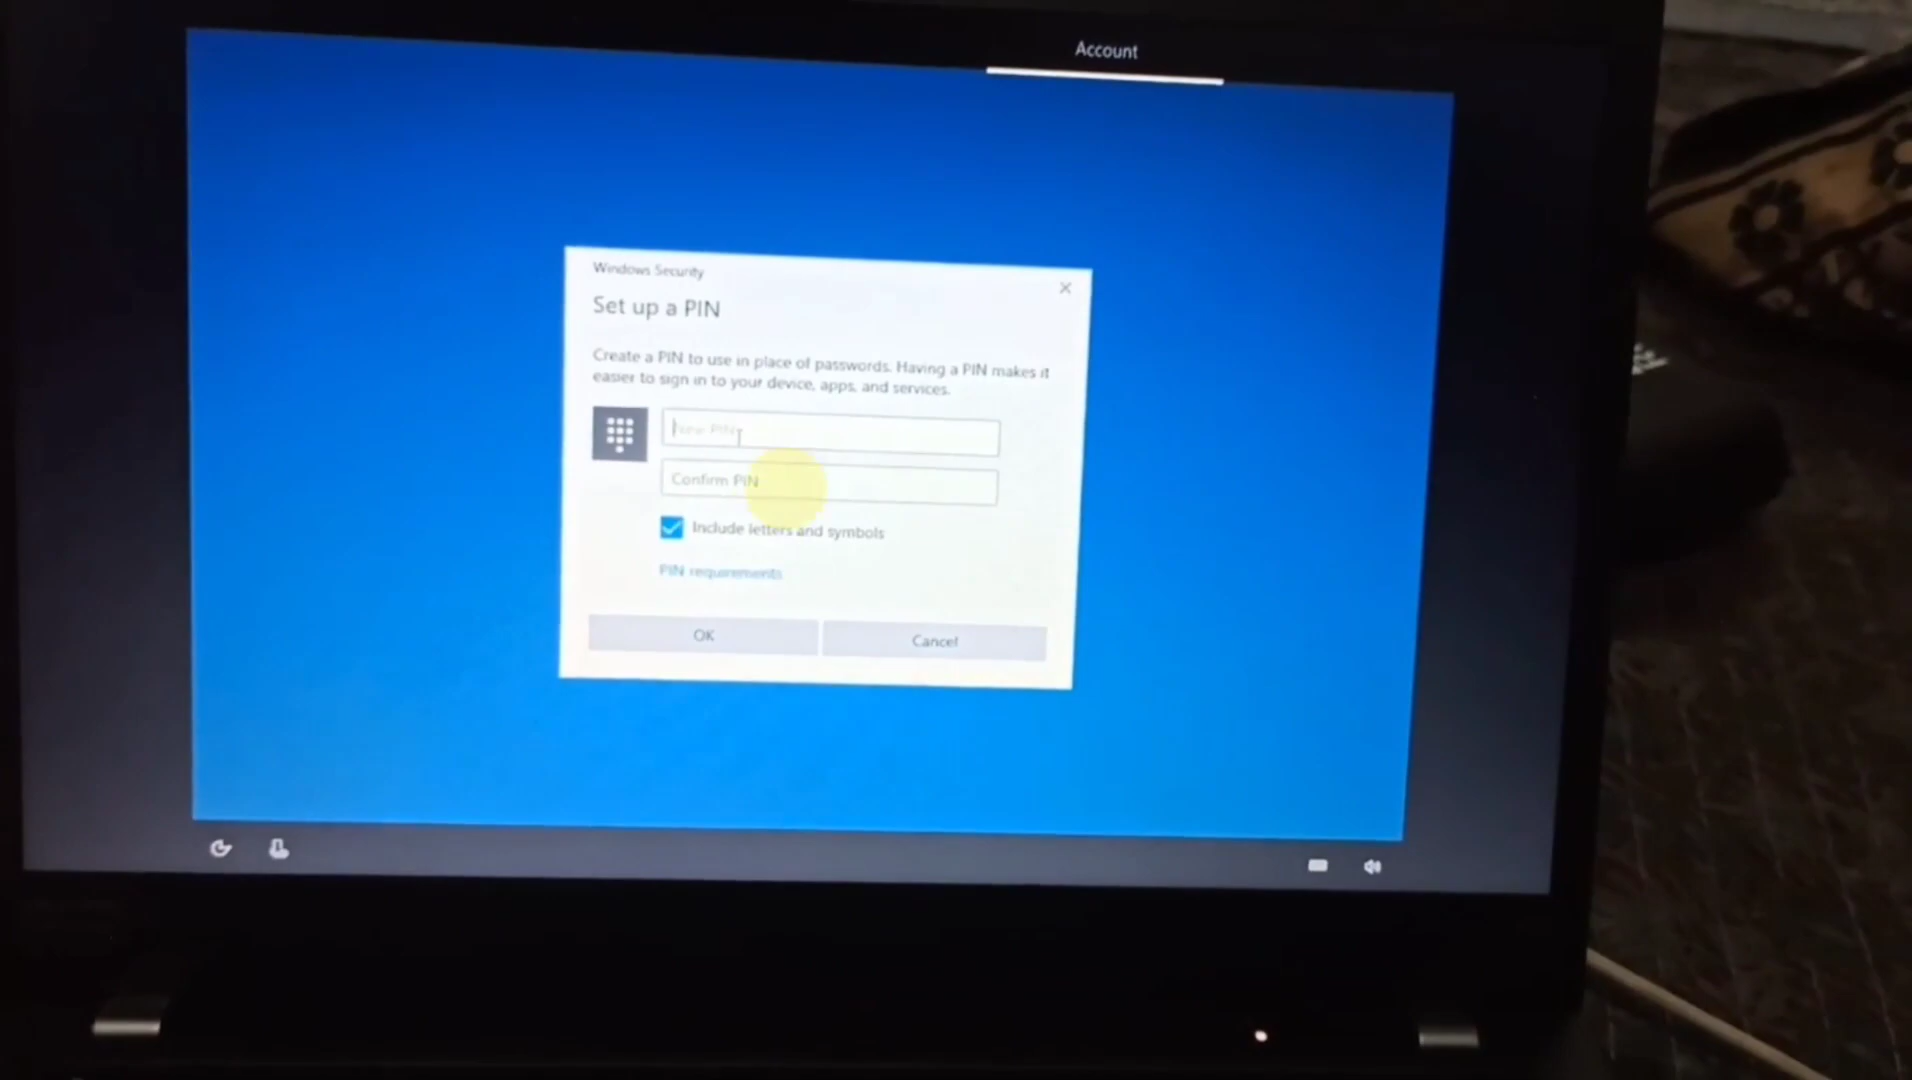 Account
Windows Security
Set up a PIN
Create a PIN to use in place of passwords. Having a PIN makes it
easier to sign in to your device, apps, and services.
New PIN
Confirm PIN
Include letters and symbols
PIN requirements
OK
Cancel